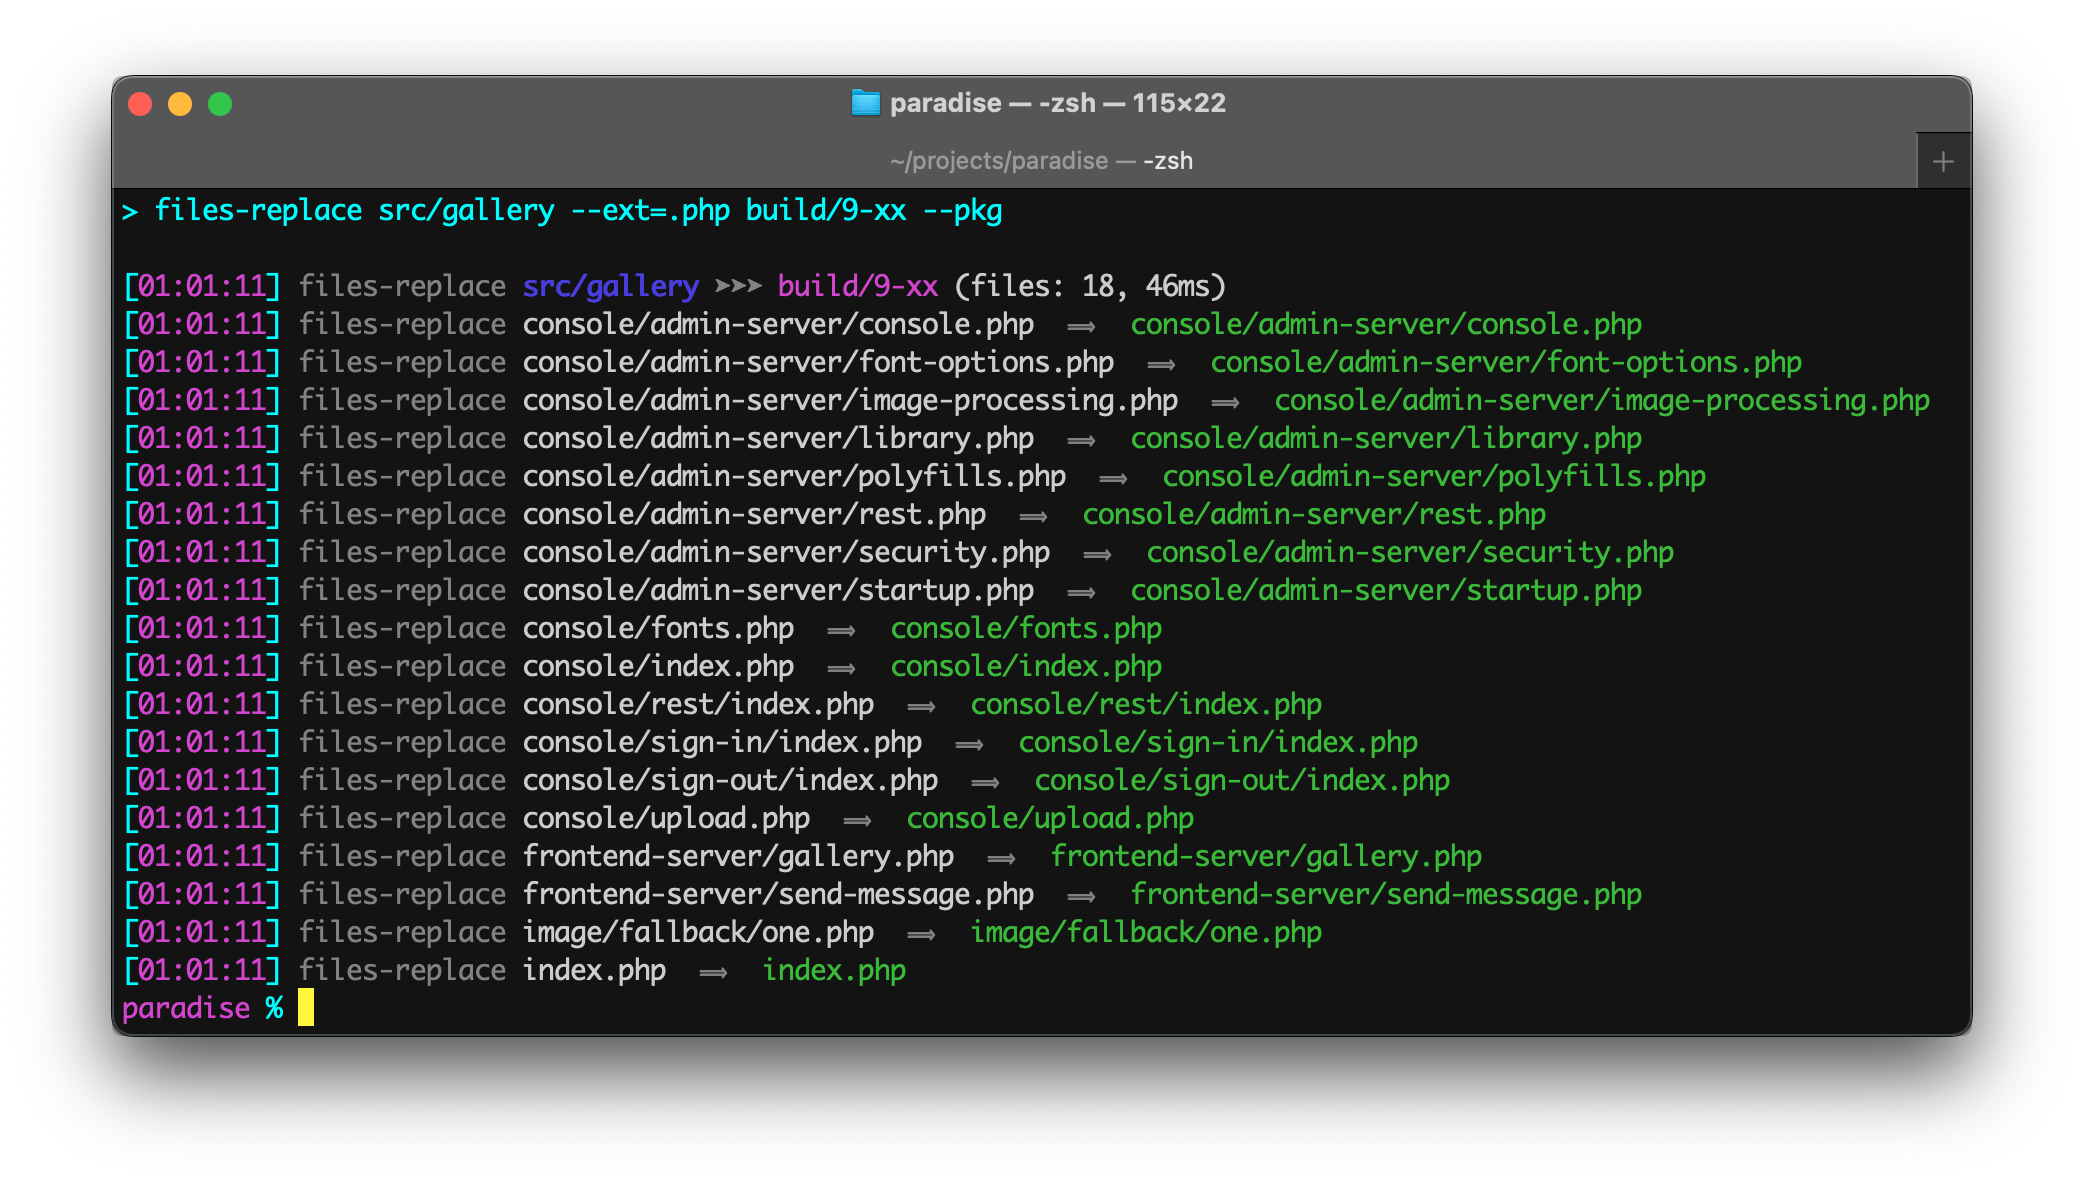 paradise — -zsh — 115×22
~/projects/paradise — -zsh
> files-replace src/gallery --ext=.php build/9-xx --pkg
[01:01:11] files-replace src/gallery ➤➤➤ build/9-xx (files: 18, 46ms)
[01:01:11] files-replace console/admin-server/console.php ⟹ console/admin-server/console.php
[01:01:11] files-replace console/admin-server/font-options.php ⟹ console/admin-server/font-options.php
[01:01:11] files-replace console/admin-server/image-processing.php ⟹ console/admin-server/image-processing.php
[01:01:11] files-replace console/admin-server/library.php ⟹ console/admin-server/library.php
[01:01:11] files-replace console/admin-server/polyfills.php ⟹ console/admin-server/polyfills.php
[01:01:11] files-replace console/admin-server/rest.php ⟹ console/admin-server/rest.php
[01:01:11] files-replace console/admin-server/security.php ⟹ console/admin-server/security.php
[01:01:11] files-replace console/admin-server/startup.php ⟹ console/admin-server/startup.php
[01:01:11] files-replace console/fonts.php ⟹ console/fonts.php
[01:01:11] files-replace console/index.php ⟹ console/index.php
[01:01:11] files-replace console/rest/index.php ⟹ console/rest/index.php
[01:01:11] files-replace console/sign-in/index.php ⟹ console/sign-in/index.php
[01:01:11] files-replace console/sign-out/index.php ⟹ console/sign-out/index.php
[01:01:11] files-replace console/upload.php ⟹ console/upload.php
[01:01:11] files-replace frontend-server/gallery.php ⟹ frontend-server/gallery.php
[01:01:11] files-replace frontend-server/send-message.php ⟹ frontend-server/send-message.php
[01:01:11] files-replace image/fallback/one.php ⟹ image/fallback/one.php
[01:01:11] files-replace index.php ⟹ index.php
paradise %